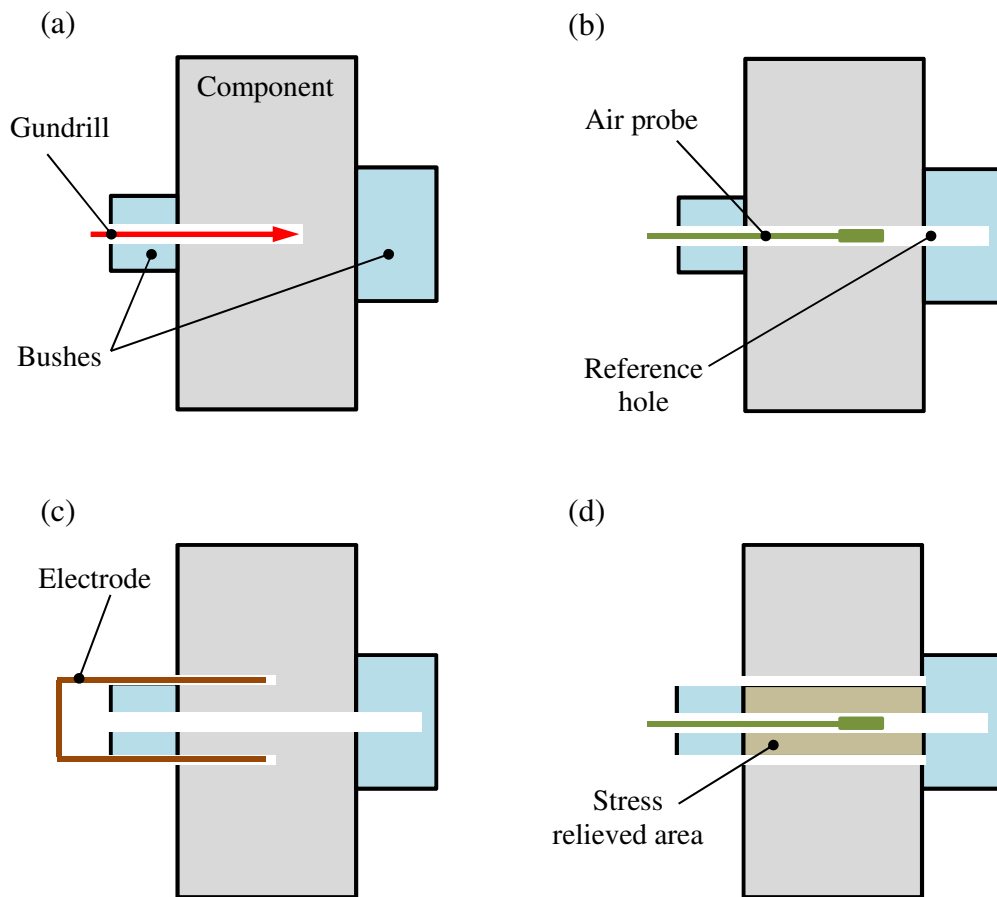 (a)
Component
Gundrill
Bushes
(b)
Air probe
Reference
hole
(c)
Electrode
(d)
Stress
relieved area